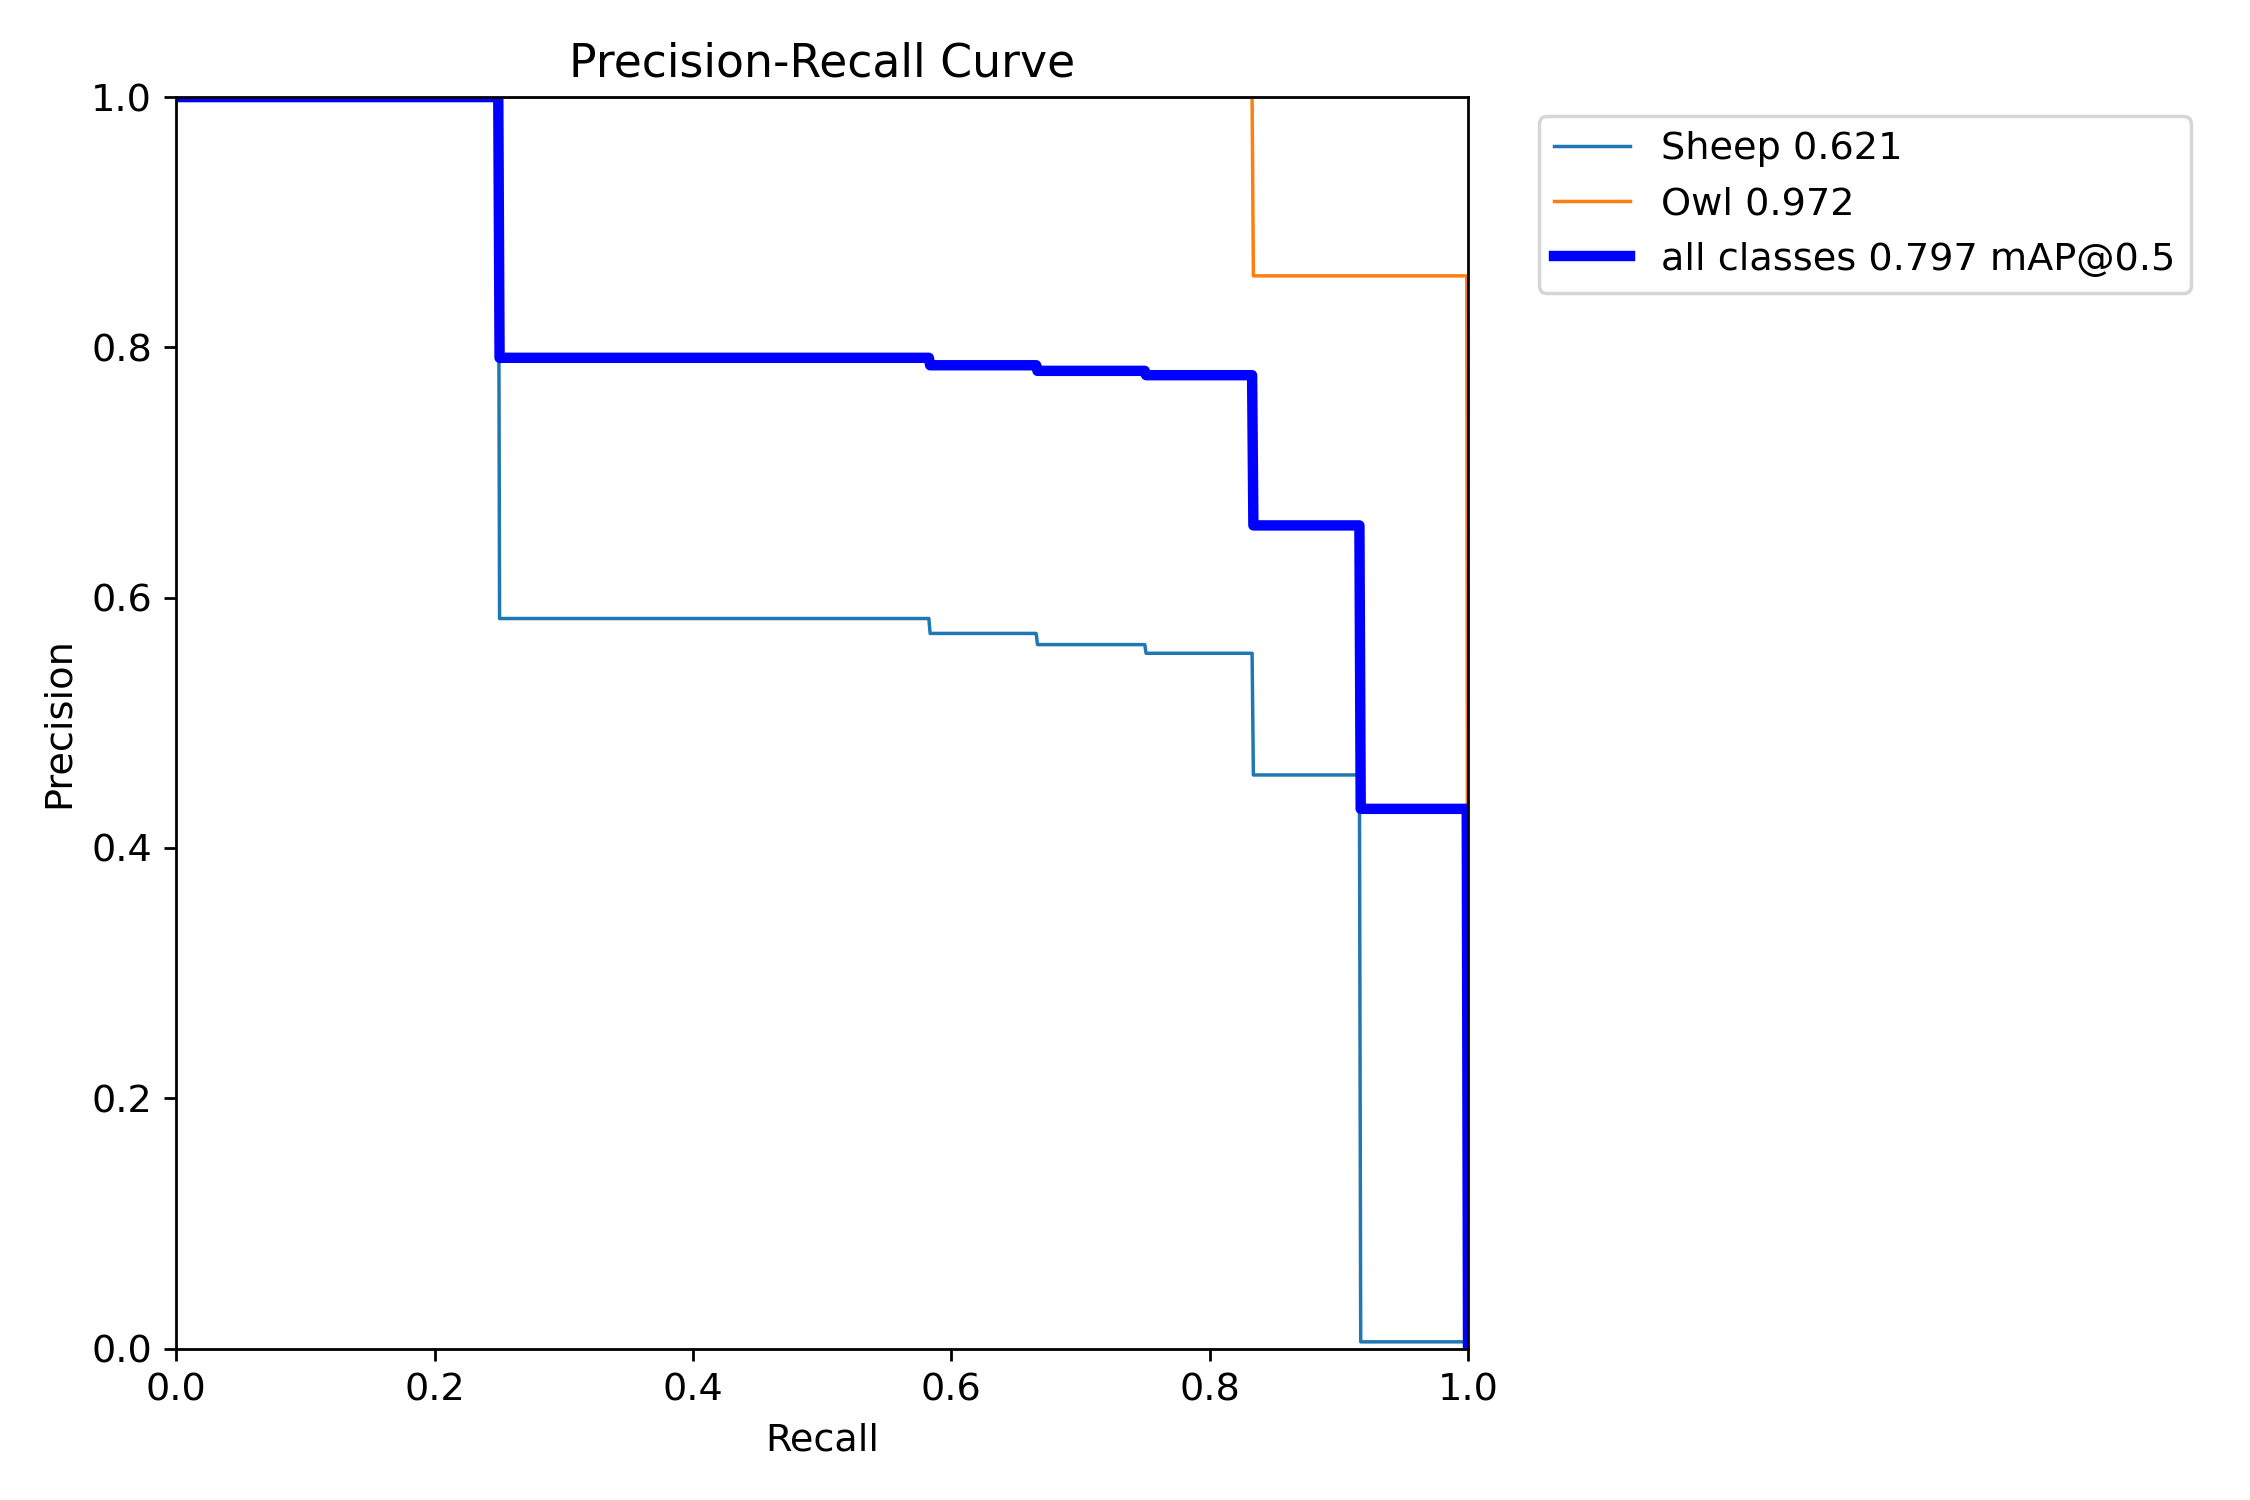 Precision-Recall Curve
1.0
0.8
0.6
0.4
0.2
0.0
Precision
0.0 0.2 0.4 0.6 0.8 1.0
Recall
Sheep 0.621
Owl 0.972
all classes 0.797 mAP@0.5